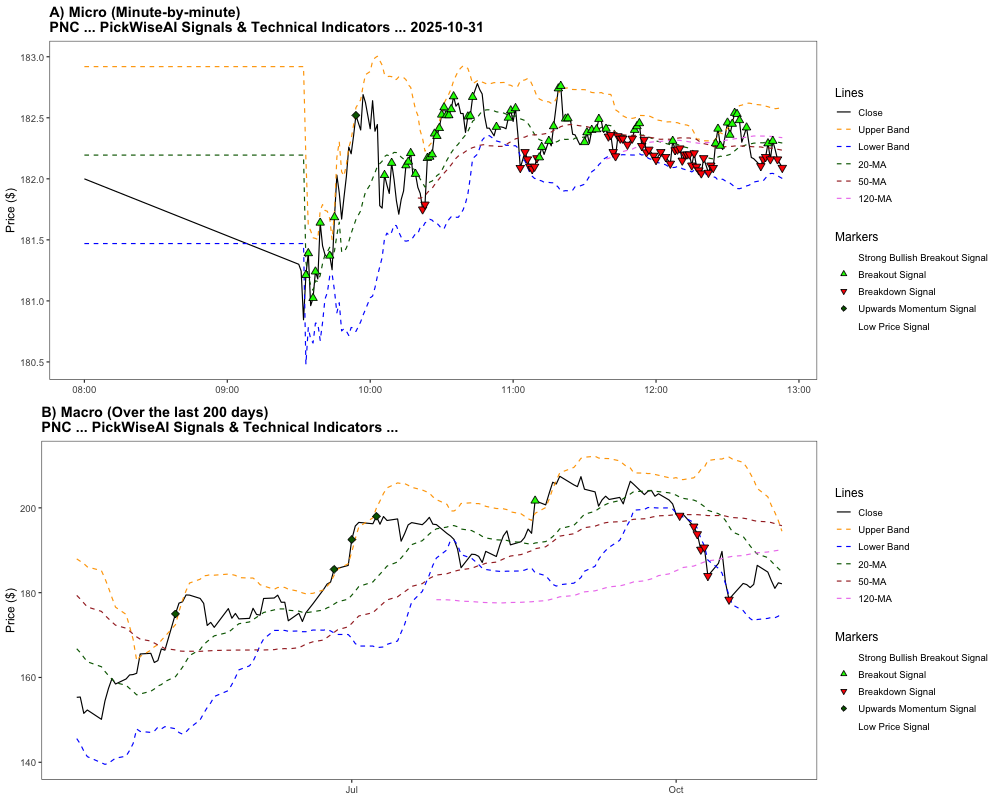 A) Micro (Minute-by-minute)
PNC ... PickWiseAI Signals & Technical Indicators ... 2025-10-31
Price ($)
183.0
182.5
182.0
181.5
181.0
180.5
08:00
09:00
10:00
11:00
12:00
13:00
Lines
Close
Upper Band
Lower Band
20-MA
50-MA
120-MA
Markers
Strong Bullish Breakout Signal
Breakout Signal
Breakdown Signal
Upwards Momentum Signal
Low Price Signal
B) Macro (Over the last 200 days)
PNC ... PickWiseAI Signals & Technical Indicators ...
Price ($)
200
180
160
140
Jul
Oct
Lines
Close
Upper Band
Lower Band
20-MA
50-MA
120-MA
Markers
Strong Bullish Breakout Signal
Breakout Signal
Breakdown Signal
Upwards Momentum Signal
Low Price Signal